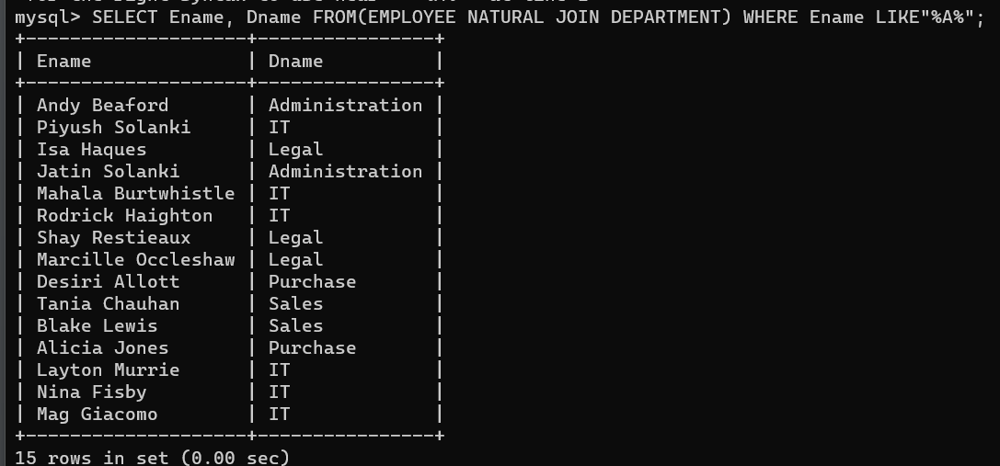 mysql> SELECT Ename, Dname FROM(EMPLOYEE NATURAL JOIN DEPARTMENT) WHERE Ename LIKE"%A%";
+--------------------+----------------+
| Ename              | Dname          |
+--------------------+----------------+
| Andy Beaford       | Administration |
| Piyush Solanki     | IT             |
| Isa Haques         | Legal          |
| Jatin Solanki      | Administration |
| Mahala Burtwhistle | IT             |
| Rodrick Haighton   | IT             |
| Shay Restieaux     | Legal          |
| Marcille Occleshaw | Legal          |
| Desiri Allott      | Purchase       |
| Tania Chauhan      | Sales          |
| Blake Lewis        | Sales          |
| Alicia Jones       | Purchase       |
| Layton Murrie      | IT             |
| Nina Fisby         | IT             |
| Mag Giacomo        | IT             |
+--------------------+----------------+
15 rows in set (0.00 sec)